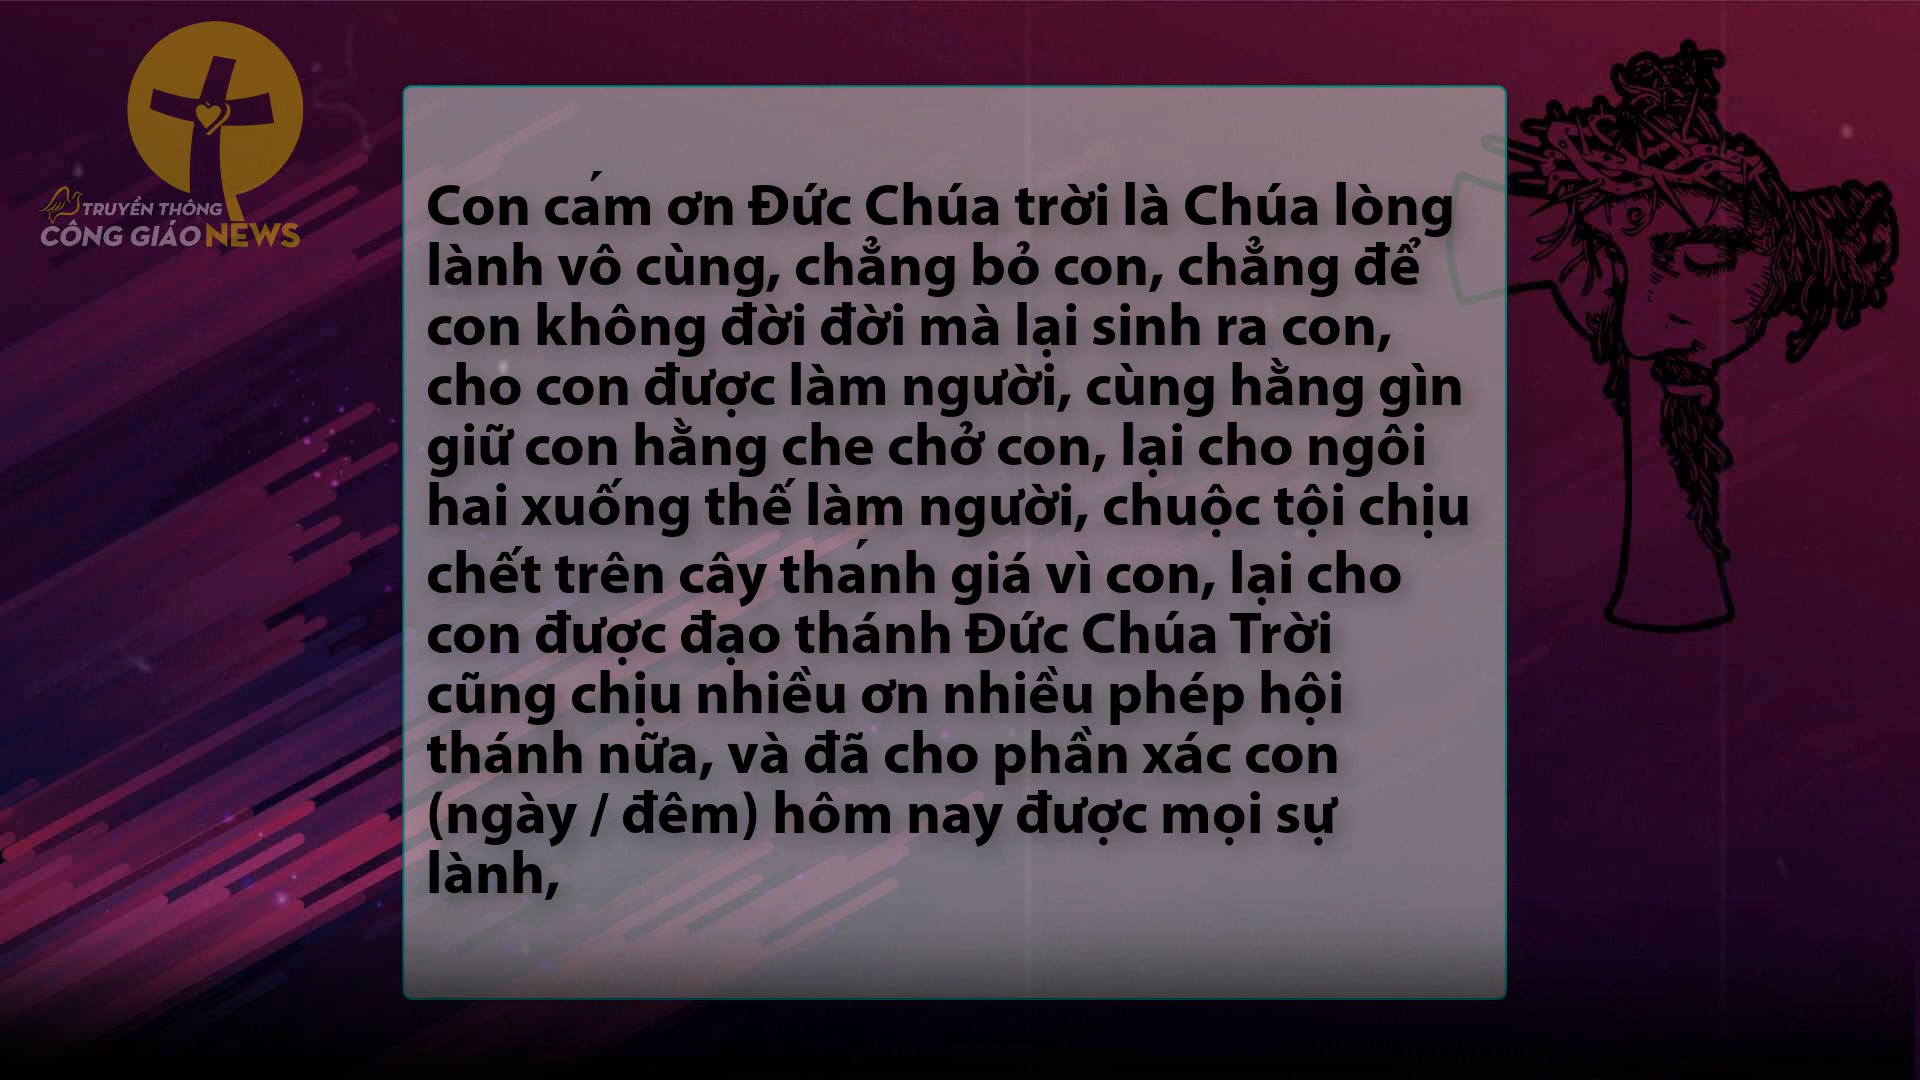 TRUYỀN THÔNG
CÔNG GIÁO NEWS
Con cám ơn Đức Chúa trời là Chúa lòng
lành vô cùng, chẳng bỏ con, chẳng để
con không đời đời mà lại sinh ra con,
cho con được làm người, cùng hằng gìn
giữ con hằng che chở con, lại cho ngôi
hai xuống thế làm người, chuộc tội chịu
chết trên cây thánh giá vì con, lại cho
con được đạo thánh Đức Chúa Trời
cũng chịu nhiều ơn nhiều phép hội
thánh nữa, và đã cho phần xác con
(ngày / đêm) hôm nay được mọi sự
lành,